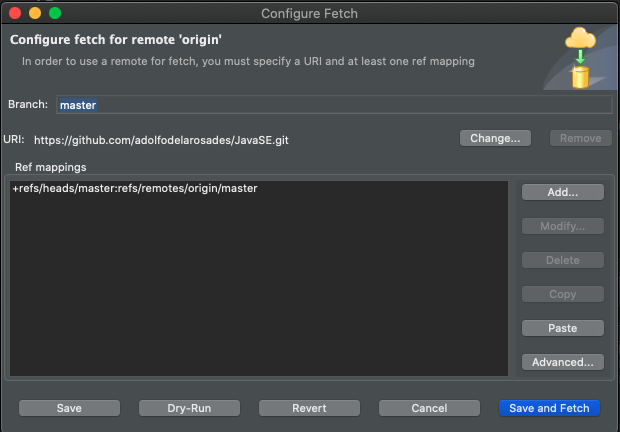 Configure Fetch
Configure fetch for remote 'origin'
In order to use a remote for fetch, you must specify a URI and at least one ref mapping
Branch: master
URI: https://github.com/adolfodelarosades/JavaSE.git Change... Remove
Ref mappings
+refs/heads/master:refs/remotes/origin/master
Add...
Modify...
Delete
Copy
Paste
Advanced...
Save Dry-Run Revert Cancel Save and Fetch